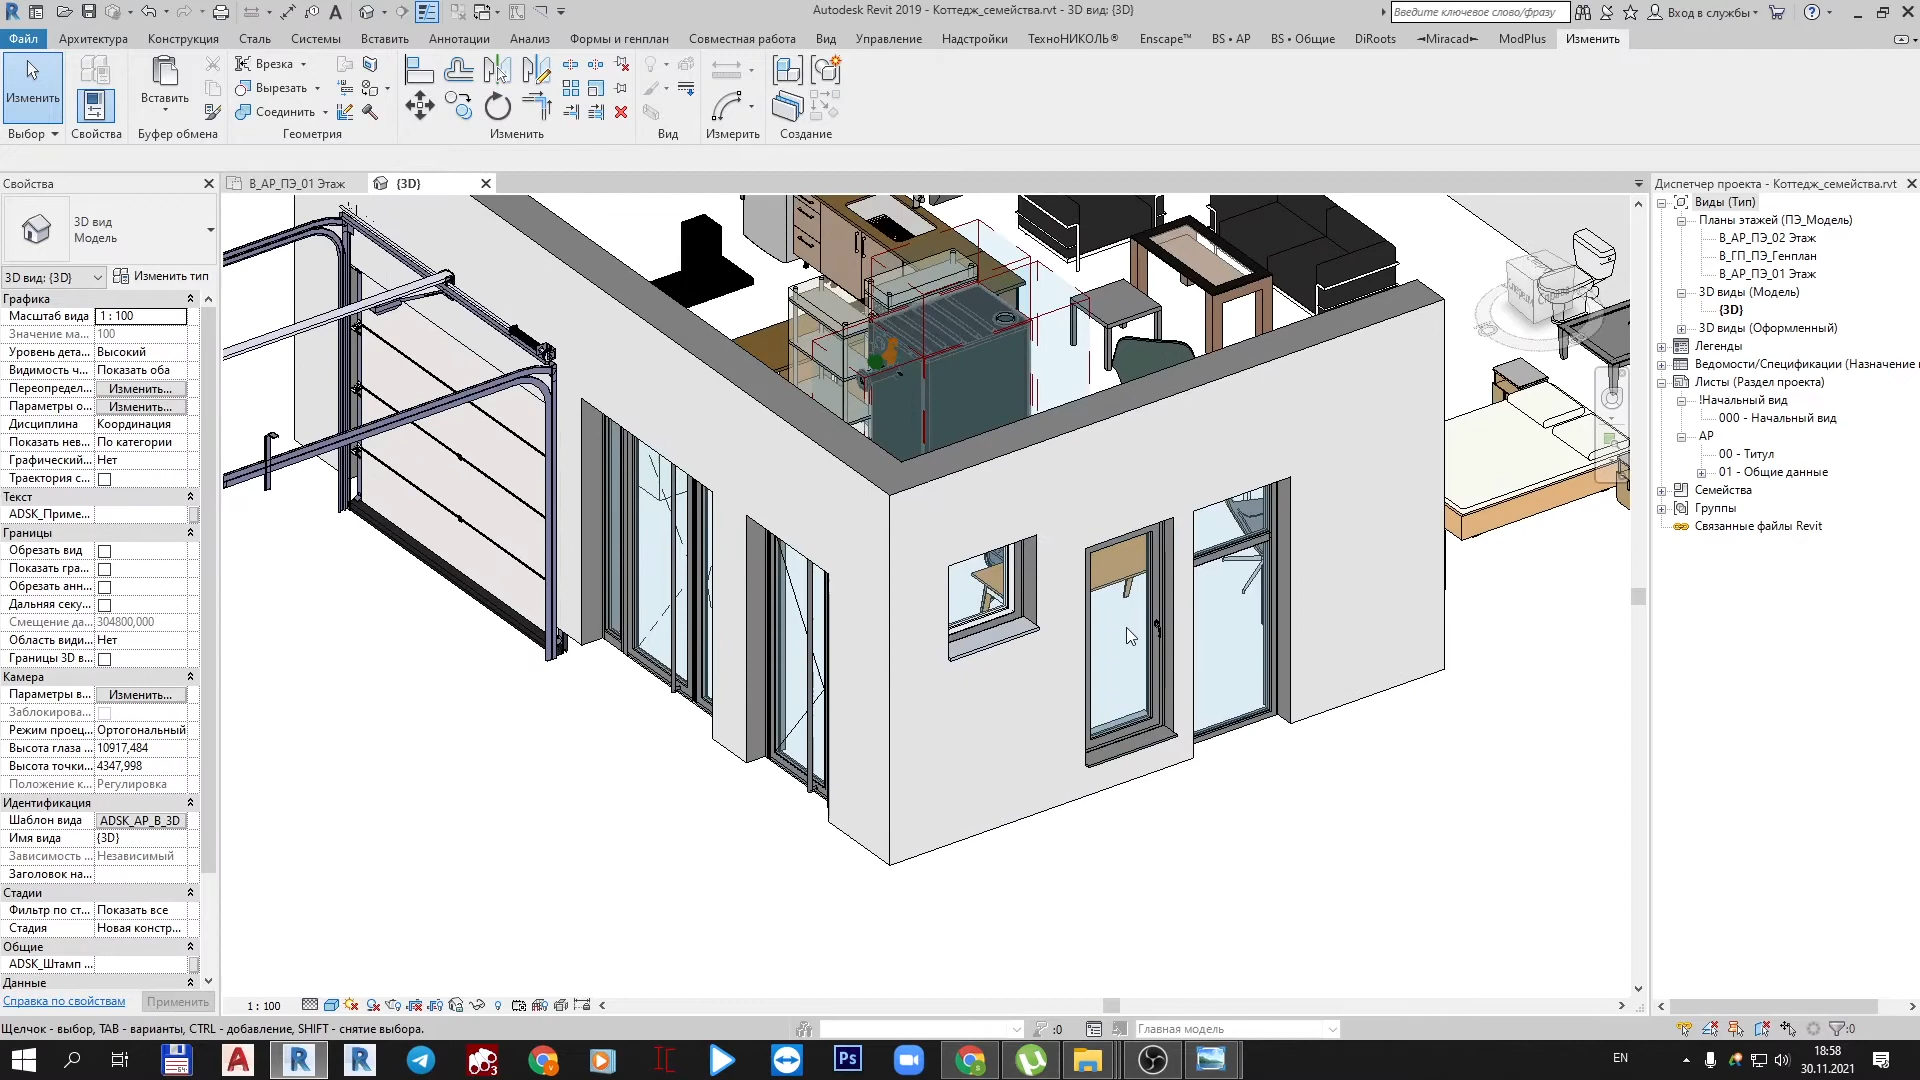 Autodesk Revit 2019 - Коттедж_семейства.rvt - 3D вид: {3D}
Введите ключевое слово/фразу
Вход в службы
Файл Архитектура Конструкция Сталь Системы Вставить Аннотации Анализ Формы и генплан Совместная работа Вид Управление Надстройки ТехноНИКОЛЬ® Enscape™ BS • АР BS • Общие DiRoots ◄Miracad► ModPlus Изменить
Изменить
Вставить
Врезка
Вырезать
Соединить
Выбор Свойства Буфер обмена Геометрия Изменить Вид Измерить Создание
Свойства
В_АР_ПЭ_01 Этаж {3D}
Диспетчер проекта - Коттедж_семейства.rvt
3D вид
Модель
3D вид: {3D} Изменить тип
Графика
Масштаб вида 1 : 100
Значение ма... 100
Уровень дета... Высокий
Видимость ч... Показать оба
Переопредел... Изменить...
Параметры о... Изменить...
Дисциплина Координация
Показать нев... По категории
Графический... Нет
Траектория с...
Текст
ADSK_Приме...
Границы
Обрезать вид
Показать гра...
Обрезать анн...
Дальняя секу...
Смещение да... 304800,000
Область види... Нет
Границы 3D в...
Камера
Параметры в... Изменить...
Заблокирова...
Режим проец... Ортогональный
Высота глаза ... 10917,484
Высота точки... 4347,998
Положение к... Регулировка
Идентификация
Шаблон вида ADSK_АР_В_3D
Имя вида {3D}
Зависимость ... Независимый
Заголовок на...
Стадии
Фильтр по ст... Показать все
Стадия Новая констр...
Общие
ADSK_Штамп ...
Данные
Справка по свойствам Применить
Виды (Тип)
Планы этажей (ПЭ_Модель)
В_АР_ПЭ_02 Этаж
В_ГП_ПЭ_Генплан
В_АР_ПЭ_01 Этаж
3D виды (Модель)
{3D}
3D виды (Оформленный)
Легенды
Ведомости/Спецификации (Назначение
Листы (Раздел проекта)
!Начальный вид
000 - Начальный вид
АР
00 - Титул
01 - Общие данные
Семейства
Группы
Связанные файлы Revit
1 : 100
Щелчок - выбор, TAB - варианты, CTRL - добавление, SHIFT - снятие выбора.
:0
Главная модель
:0
EN
18:58
30.11.2021